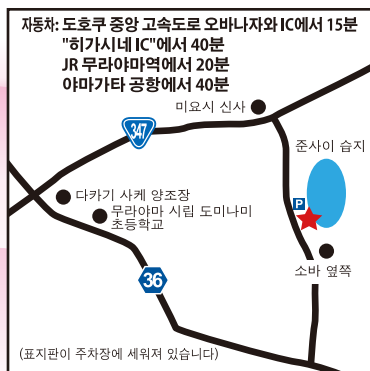 자동차: 도호쿠 중앙 고속도로 오바나자와 IC에서 15분
"히가시네 IC"에서 40분
JR 무라야마역에서 20분
야마가타 공항에서 40분
미요시 신사
347
준사이 습지
P
다카기 사케 양조장
무라야마 시립 도미나미
초등학교
소바 옆쪽
36
(표지판이 주차장에 세워져 있습니다)